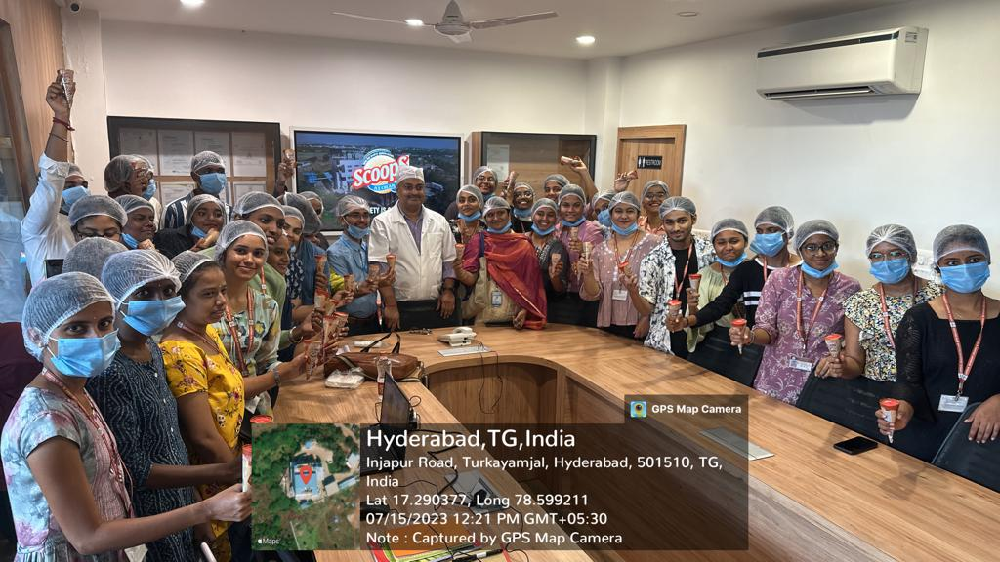 Scoops
RESTROOM
GPS Map Camera
Hyderabad,TG,India
Injapur Road, Turkayamjal, Hyderabad, 501510, TG,
India
Lat 17.290377, Long 78.599211
07/15/2023 12:21 PM GMT+05:30
Note : Captured by GPS Map Camera
Maps